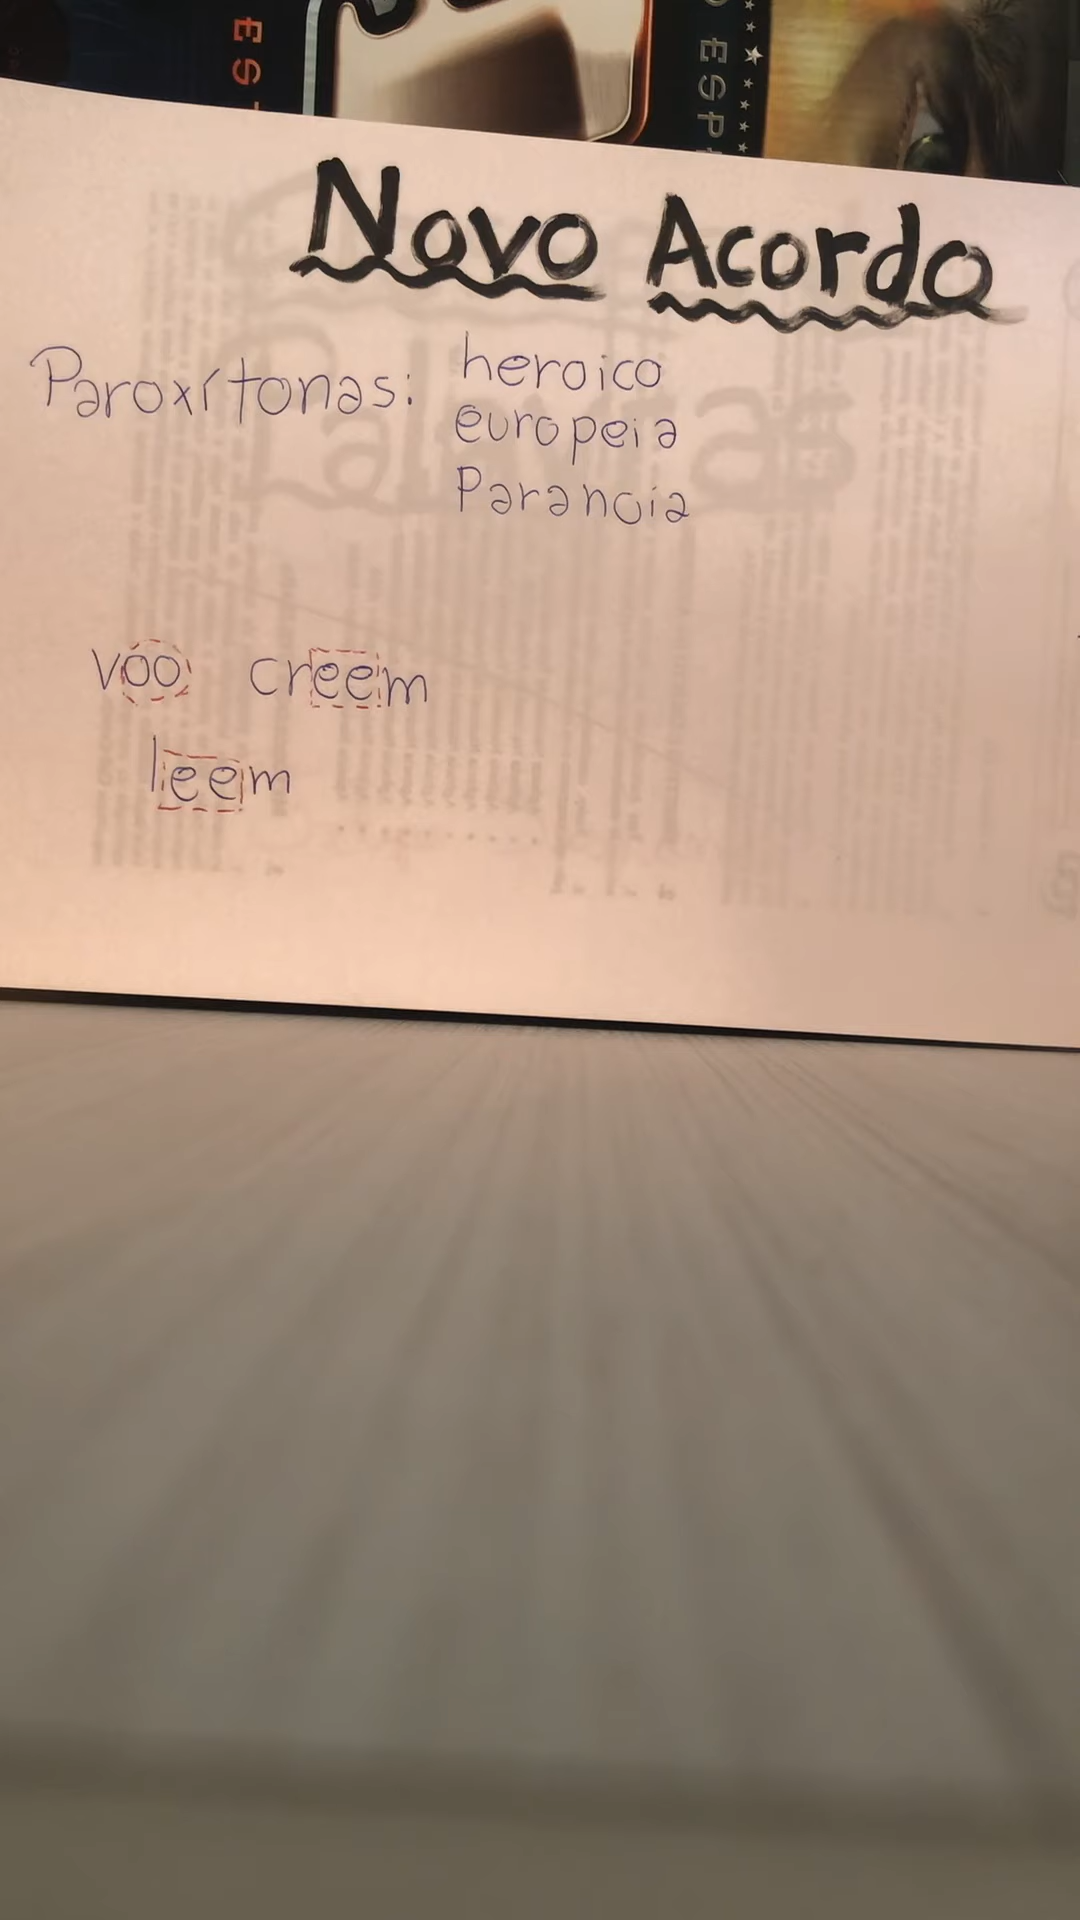 Novo Acordo
Paroxítonas: heroico
europeia
Paranoia
voo creem
leem